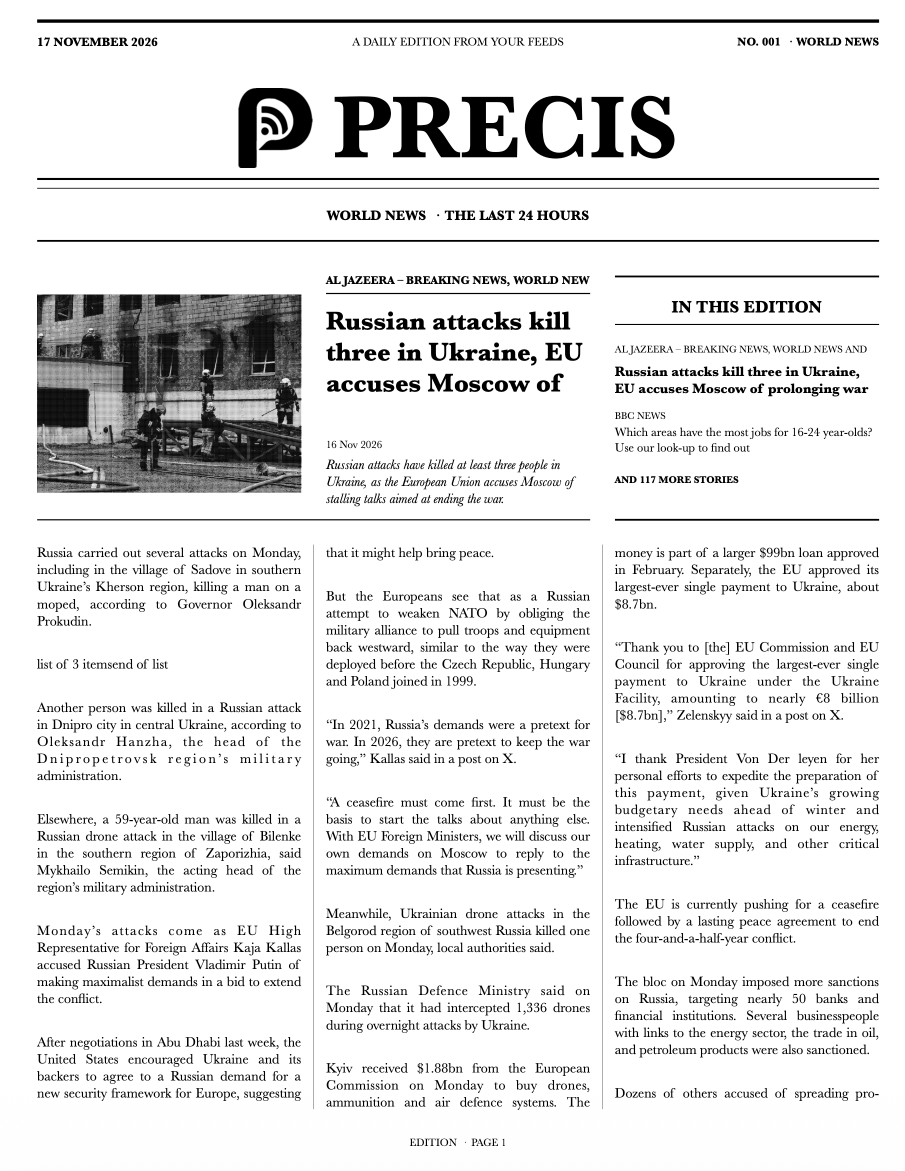 17 NOVEMBER 2026
A DAILY EDITION FROM YOUR FEEDS
NO. 001 · WORLD NEWS
PRECIS
WORLD NEWS · THE LAST 24 HOURS
AL JAZEERA – BREAKING NEWS, WORLD NEW
Russian attacks kill
three in Ukraine, EU
accuses Moscow of
16 Nov 2026
Russian attacks have killed at least three people in
Ukraine, as the European Union accuses Moscow of
stalling talks aimed at ending the war.
IN THIS EDITION
AL JAZEERA – BREAKING NEWS, WORLD NEWS AND
Russian attacks kill three in Ukraine,
EU accuses Moscow of prolonging war
BBC NEWS
Which areas have the most jobs for 16-24 year-olds?
Use our look-up to find out
AND 117 MORE STORIES
Russia carried out several attacks on Monday,
including in the village of Sadove in southern
Ukraine’s Kherson region, killing a man on a
moped, according to Governor Oleksandr
Prokudin.
list of 3 itemsend of list
Another person was killed in a Russian attack
in Dnipro city in central Ukraine, according to
Oleksandr Hanzha, the head of the
Dnipropetrovsk region’s military
administration.
Elsewhere, a 59-year-old man was killed in a
Russian drone attack in the village of Bilenke
in the southern region of Zaporizhia, said
Mykhailo Semikin, the acting head of the
region’s military administration.
Monday’s attacks come as EU High
Representative for Foreign Affairs Kaja Kallas
accused Russian President Vladimir Putin of
making maximalist demands in a bid to extend
the conflict.
After negotiations in Abu Dhabi last week, the
United States encouraged Ukraine and its
backers to agree to a Russian demand for a
new security framework for Europe, suggesting
that it might help bring peace.
But the Europeans see that as a Russian
attempt to weaken NATO by obliging the
military alliance to pull troops and equipment
back westward, similar to the way they were
deployed before the Czech Republic, Hungary
and Poland joined in 1999.
“In 2021, Russia’s demands were a pretext for
war. In 2026, they are pretext to keep the war
going,” Kallas said in a post on X.
“A ceasefire must come first. It must be the
basis to start the talks about anything else.
With EU Foreign Ministers, we will discuss our
own demands on Moscow to reply to the
maximum demands that Russia is presenting.”
Meanwhile, Ukrainian drone attacks in the
Belgorod region of southwest Russia killed one
person on Monday, local authorities said.
The Russian Defence Ministry said on
Monday that it had intercepted 1,336 drones
during overnight attacks by Ukraine.
Kyiv received $1.88bn from the European
Commission on Monday to buy drones,
ammunition and air defence systems. The
money is part of a larger $99bn loan approved
in February. Separately, the EU approved its
largest-ever single payment to Ukraine, about
$8.7bn.
“Thank you to [the] EU Commission and EU
Council for approving the largest-ever single
payment to Ukraine under the Ukraine
Facility, amounting to nearly €8 billion
[$8.7bn],” Zelenskyy said in a post on X.
“I thank President Von Der leyen for her
personal efforts to expedite the preparation of
this payment, given Ukraine’s growing
budgetary needs ahead of winter and
intensified Russian attacks on our energy,
heating, water supply, and other critical
infrastructure.”
The EU is currently pushing for a ceasefire
followed by a lasting peace agreement to end
the four-and-a-half-year conflict.
The bloc on Monday imposed more sanctions
on Russia, targeting nearly 50 banks and
financial institutions. Several businesspeople
with links to the energy sector, the trade in oil,
and petroleum products were also sanctioned.
Dozens of others accused of spreading pro-
EDITION · PAGE 1